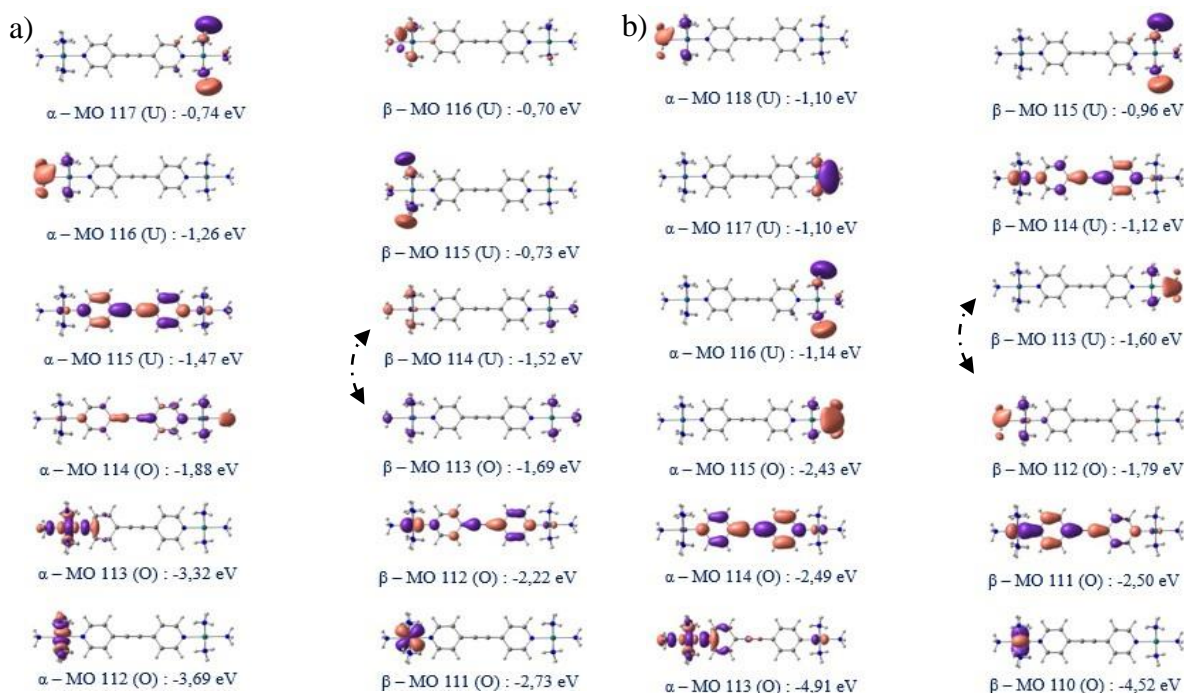 a)
α – MO 117 (U) : -0,74 eV
α – MO 116 (U) : -1,26 eV
α – MO 115 (U) : -1,47 eV
α – MO 114 (O) : -1,88 eV
α – MO 113 (O) : -3,32 eV
α – MO 112 (O) : -3,69 eV
β – MO 116 (U) : -0,70 eV
β – MO 115 (U) : -0,73 eV
β – MO 114 (U) : -1,52 eV
β – MO 113 (O) : -1,69 eV
β – MO 112 (O) : -2,22 eV
β – MO 111 (O) : -2,73 eV
b)
α – MO 118 (U) : -1,10 eV
α – MO 117 (U) : -1,10 eV
α – MO 116 (U) : -1,14 eV
α – MO 115 (O) : -2,43 eV
α – MO 114 (O) : -2,49 eV
α – MO 113 (O) : -4,91 eV
β – MO 115 (U) : -0,96 eV
β – MO 114 (U) : -1,12 eV
β – MO 113 (U) : -1,60 eV
β – MO 112 (O) : -1,79 eV
β – MO 111 (O) : -2,50 eV
β – MO 110 (O) : -4,52 eV